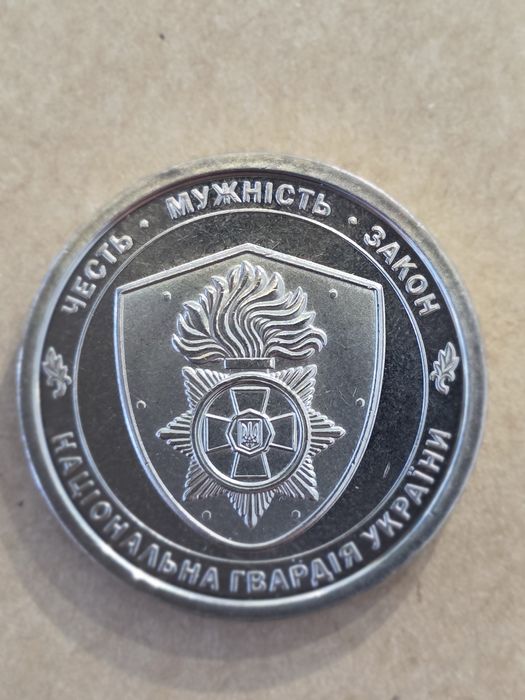 ЧЕСТЬ · МУЖНІСТЬ · ЗАКОН
НАЦІОНАЛЬНА ГВАРДІЯ УКРАЇНИ